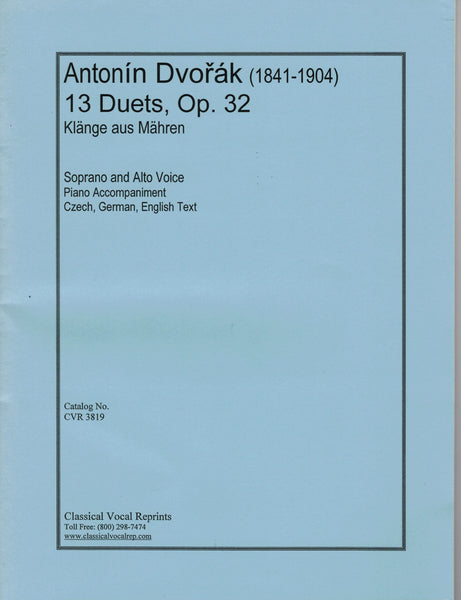 Antonín Dvořák (1841-1904)
13 Duets, Op. 32
Klänge aus Mähren
Soprano and Alto Voice
Piano Accompaniment
Czech, German, English Text
Catalog No.
CVR 3819
Classical Vocal Reprints
Toll Free: (800) 298-7474
www.classicalvocalrep.com